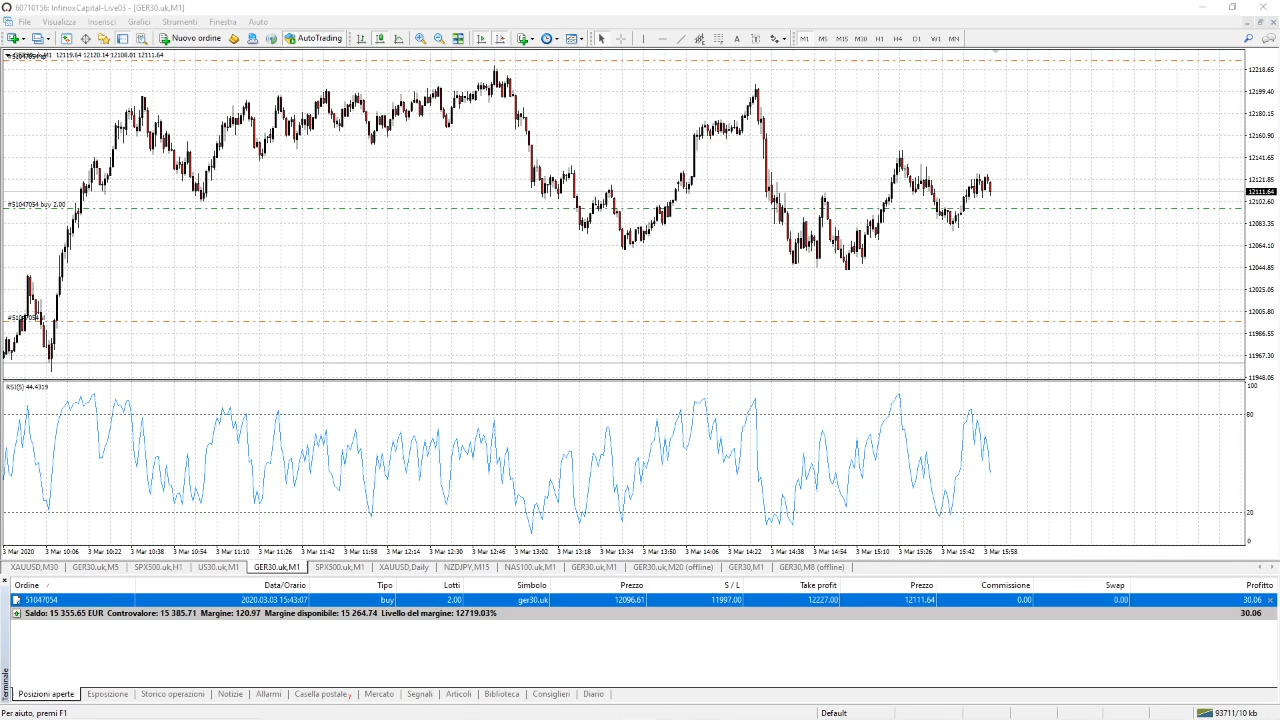 60710156: InfinoxCapital-Live03 - [GER30.uk,M1]
File Visualizza Inserisci Grafici Strumenti Finestra Aiuto
Nuovo ordine AutoTrading M1 M5 M15 M30 H1 H4 D1 W1 MN
12119.64 12120.14 12108.01 12111.64
12218.65
12199.40
12180.15
12160.90
12141.65
12121.85
12111.64
#51047054 buy 2.00
12102.60
12083.35
12064.10
12044.85
12025.05
12005.80
11986.55
11967.30
11948.05
RSI(5) 44.4319
100
80
20
0
3 Mar 2020 3 Mar 10:06 3 Mar 10:22 3 Mar 10:38 3 Mar 10:54 3 Mar 11:10 3 Mar 11:26 3 Mar 11:42 3 Mar 11:58 3 Mar 12:14 3 Mar 12:30 3 Mar 12:46 3 Mar 13:02 3 Mar 13:18 3 Mar 13:34 3 Mar 13:50 3 Mar 14:06 3 Mar 14:22 3 Mar 14:38 3 Mar 14:54 3 Mar 15:10 3 Mar 15:26 3 Mar 15:42 3 Mar 15:58
XAUUSD,M30 GER30.uk,M5 SPX500.uk,H1 US30.uk,M1 GER30.uk,M1 SPX500.uk,M1 XAUUSD,Daily NZDJPY,M15 NAS100.uk,M1 GER30.uk,M1 GER30.uk,M20 (offline) GER30,M1 GER30,M8 (offline)
Ordine Data/Orario Tipo Lotti Simbolo Prezzo S / L Take profit Prezzo Commissione Swap Profitto
51047054 2020.03.03 15:43:07 buy 2.00 ger30.uk 12096.61 11997.00 12227.00 12111.64 0.00 0.00 30.06
Saldo: 15 355.65 EUR Controvalore: 15 385.71 Margine: 120.97 Margine disponibile: 15 264.74 Livello del margine: 12719.03% 30.06
Terminale
Posizioni aperte Esposizione Storico operazioni Notizie Allarmi Casella postale7 Mercato Segnali Articoli Biblioteca Consiglieri Diario
Per aiuto, premi F1 Default 93711/10 kb